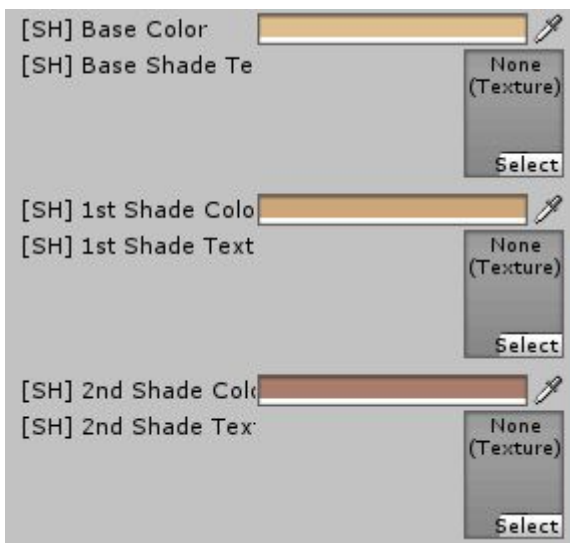 [SH] Base Color
[SH] Base Shade Te
None
(Texture)
Select
[SH] 1st Shade Colo
[SH] 1st Shade Text
None
(Texture)
Select
[SH] 2nd Shade Colo
[SH] 2nd Shade Tex
None
(Texture)
Select